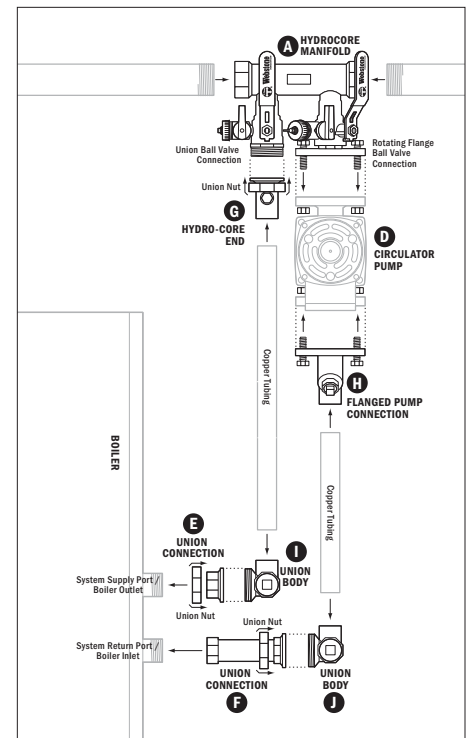 A HYDROCORE
MANIFOLD
Webstone
Webstone
Union Ball Valve
Connection
Rotating Flange
Ball Valve
Connection
Union Nut
G
HYDRO-CORE
END
D
CIRCULATOR
PUMP
Copper Tubing
H
FLANGED PUMP
CONNECTION
Copper Tubing
BOILER
E
UNION
CONNECTION
I
UNION
BODY
System Supply Port /
Boiler Outlet
Union Nut
Union Nut
System Return Port /
Boiler Inlet
UNION
CONNECTION
F
UNION
BODY
J